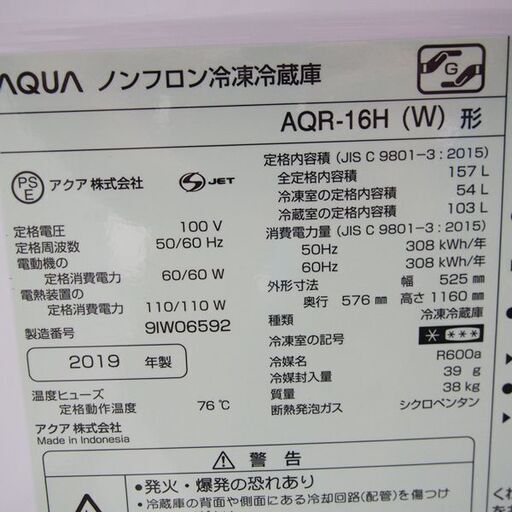 AQUA ノンフロン冷凍冷蔵庫
G
AQR-16H (W) 形
PS E アクア株式会社 S JET
定格電圧 100 V
定格周波数 50/60 Hz
電動機の
定格消費電力 60/60 W
電熱装置の
定格消費電力 110/110 W
製造番号 9IW06592
2019 年製
温度ヒューズ
定格動作温度 76℃
アクア株式会社
Made in Indonesia
定格内容積 (JIS C 9801-3:2015)
全定格内容積 157 L
冷凍室の定格内容積 54 L
冷蔵室の定格内容積 103 L
消費電力量 (JIS C 9801-3:2015)
50Hz 308 kWh/年
60Hz 308 kWh/年
外形寸法 幅 525 mm
奥行 576 mm 高さ 1160 mm
種類 冷凍冷蔵庫
冷凍室の記号 * ***
冷媒名 R600a
冷媒封入量 39 g
質量 38 kg
断熱発泡ガス シクロペンタン
警告
●発火・爆発の恐れあり
・冷蔵庫の背面や側面にある冷却回路(配管)を傷つけ